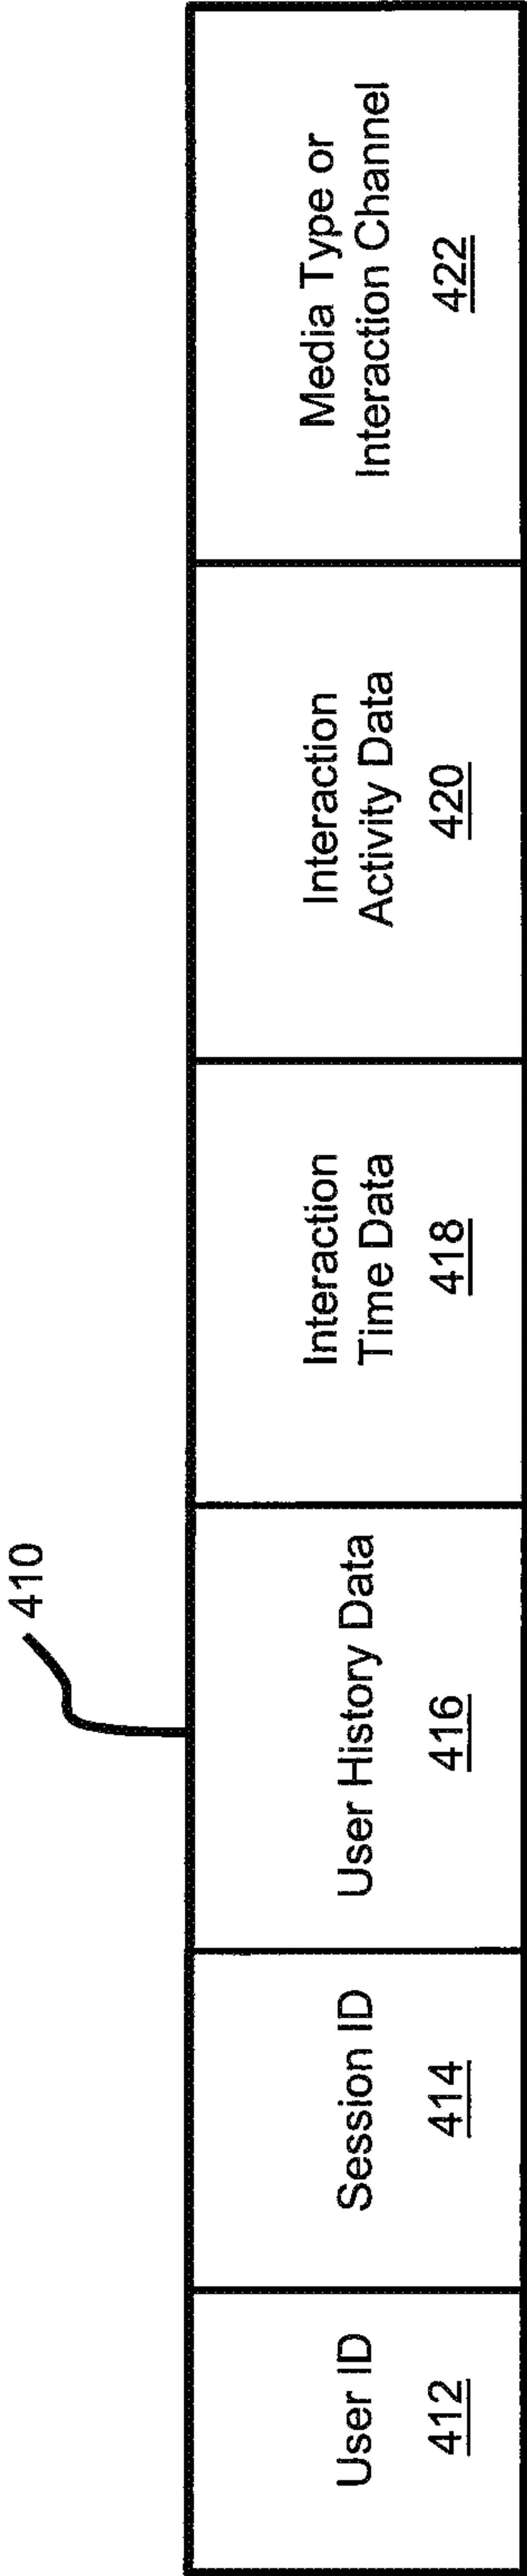 410
User ID
412
Session ID
414
User History Data
416
Interaction
Time Data
418
Interaction
Activity Data
420
Media Type or
Interaction Channel
422